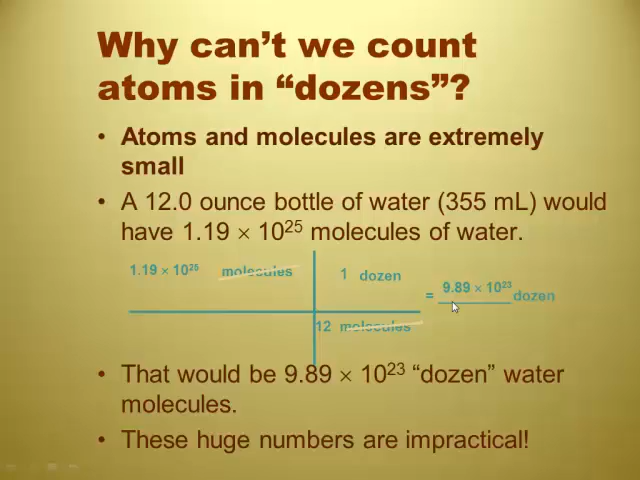 Why can’t we count
atoms in “dozens”?
• Atoms and molecules are extremely
small
• A 12.0 ounce bottle of water (355 mL) would
have 1.19 × 10²⁵ molecules of water.
1.19 × 10²⁵ molecules 1 dozen
= 9.89 × 10²³ dozen
12 molecules
• That would be 9.89 × 10²³ “dozen” water
molecules.
• These huge numbers are impractical!